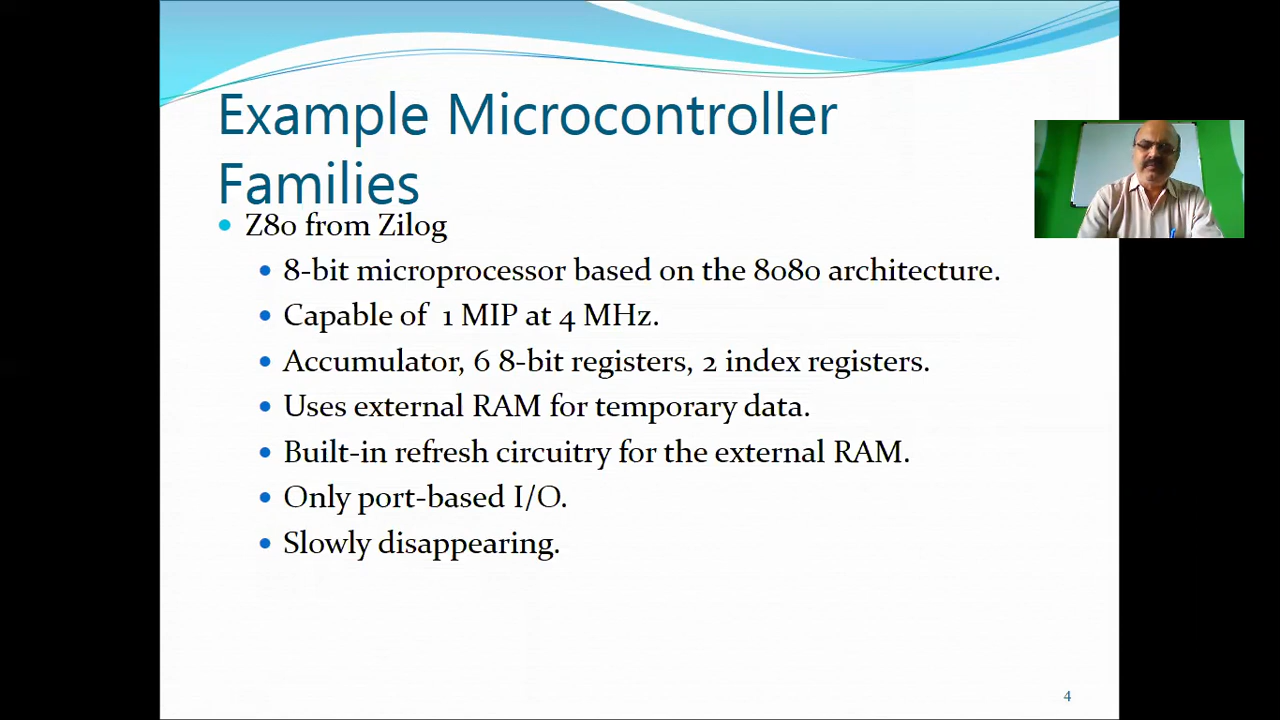 Example Microcontroller
Families
Z80 from Zilog
8-bit microprocessor based on the 8080 architecture.
Capable of 1 MIP at 4 MHz.
Accumulator, 6 8-bit registers, 2 index registers.
Uses external RAM for temporary data.
Built-in refresh circuitry for the external RAM.
Only port-based I/O.
Slowly disappearing.
4